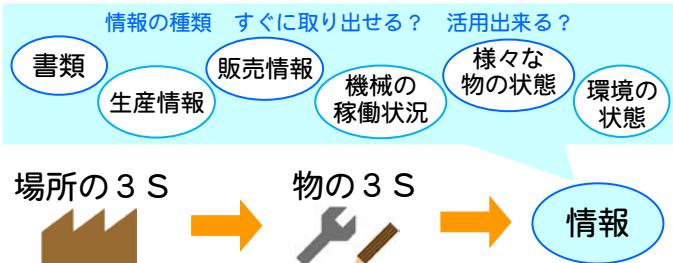 情報の種類　すぐに取り出せる？　活用出来る？
書類
生産情報
販売情報
機械の
稼働状況
様々な
物の状態
環境の
状態
場所の３Ｓ
物の３Ｓ
情報